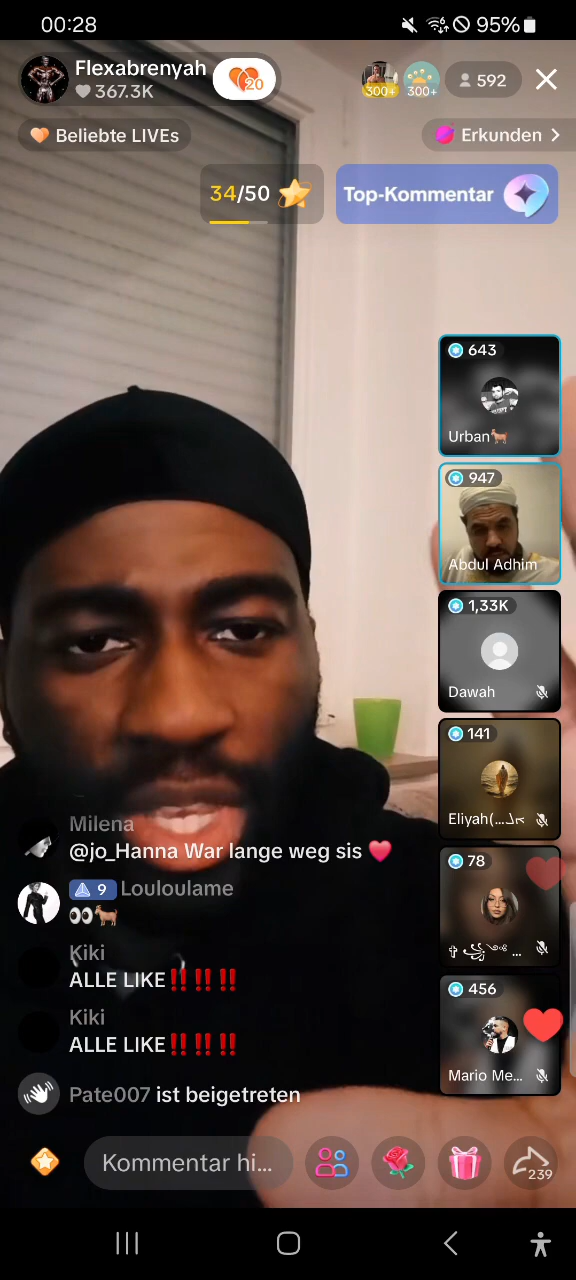 00:28
95%
Flexabrenyah
367.3K
20
300+
300+
592
Beliebte LIVEs
Erkunden
34/50
Top-Kommentar
643
Urban🐐
947
Abdul Adhim
1,33K
Dawah
141
78
456
Mario Me...
Milena
@jo_Hanna War lange weg sis ❤️
9 Louloulame
👀🐐
Kiki
ALLE LIKE‼️‼️‼️
Kiki
ALLE LIKE‼️‼️‼️
Pate007 ist beigetreten
Kommentar hi...
239